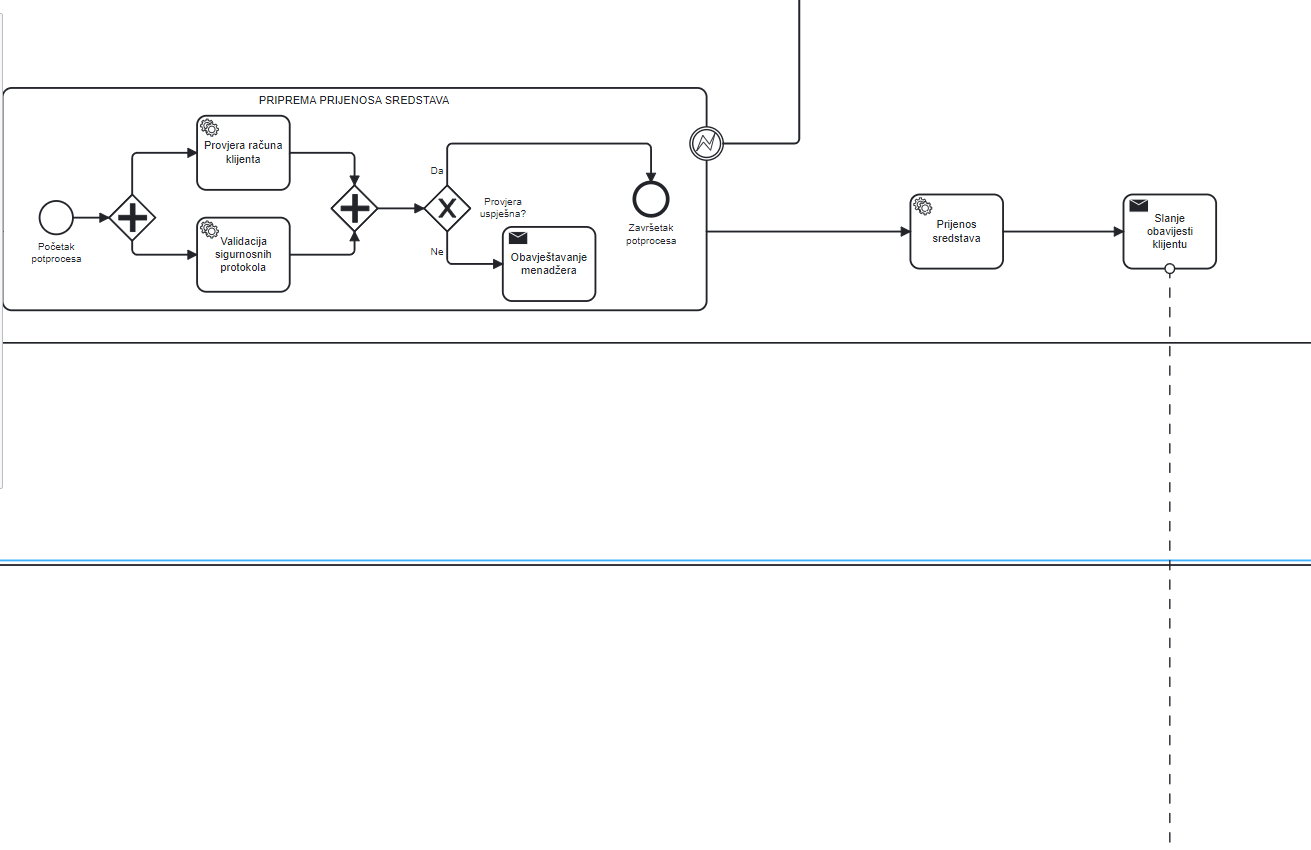 PRIPREMA PRIJENOSA SREDSTAVA
Provjera računa
klijenta
Da
Provjera
uspješna?
Početak
potprocesa
Validacija
sigurnosnih
protokola
Ne
Obavještavanje
menadžera
Završetak
potprocesa
Prijenos
sredstava
Slanje
obavijesti
klijentu